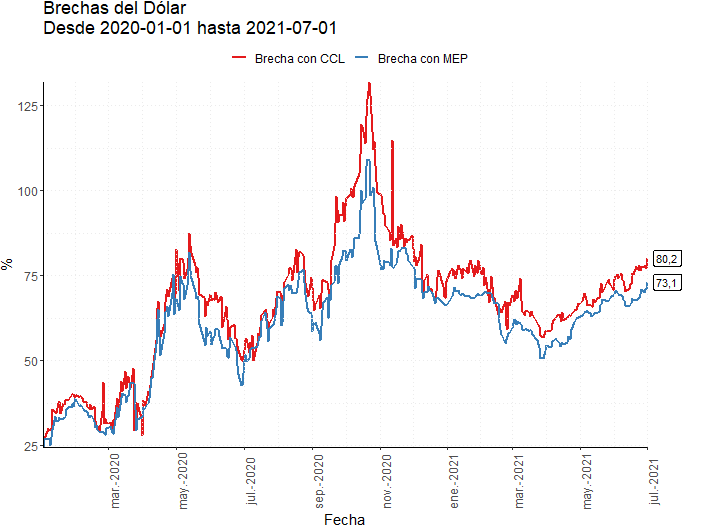 Brechas del Dólar
Desde 2020-01-01 hasta 2021-07-01
Brecha con CCL
Brecha con MEP
%
125
100
75
50
25
80,2
73,1
mar.-2020
may.-2020
jul.-2020
sep.-2020
nov.-2020
ene.-2021
mar.-2021
may.-2021
jul.-2021
Fecha